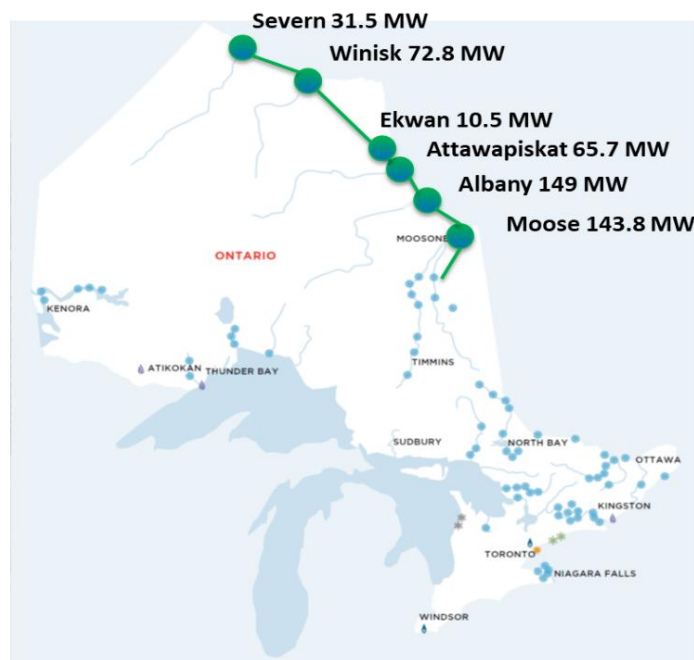 Severn 31.5 MW
Winisk 72.8 MW
Ekwan 10.5 MW
Attawapiskat 65.7 MW
Albany 149 MW
Moose 143.8 MW
MOOSONE
ONTARIO
KENORA
TIMMINS
ATIKOKAN
THUNDER BAY
SUDBURY
NORTH BAY
OTTAWA
KINGSTON
TORONTO
NIAGARA FALLS
WINDSOR